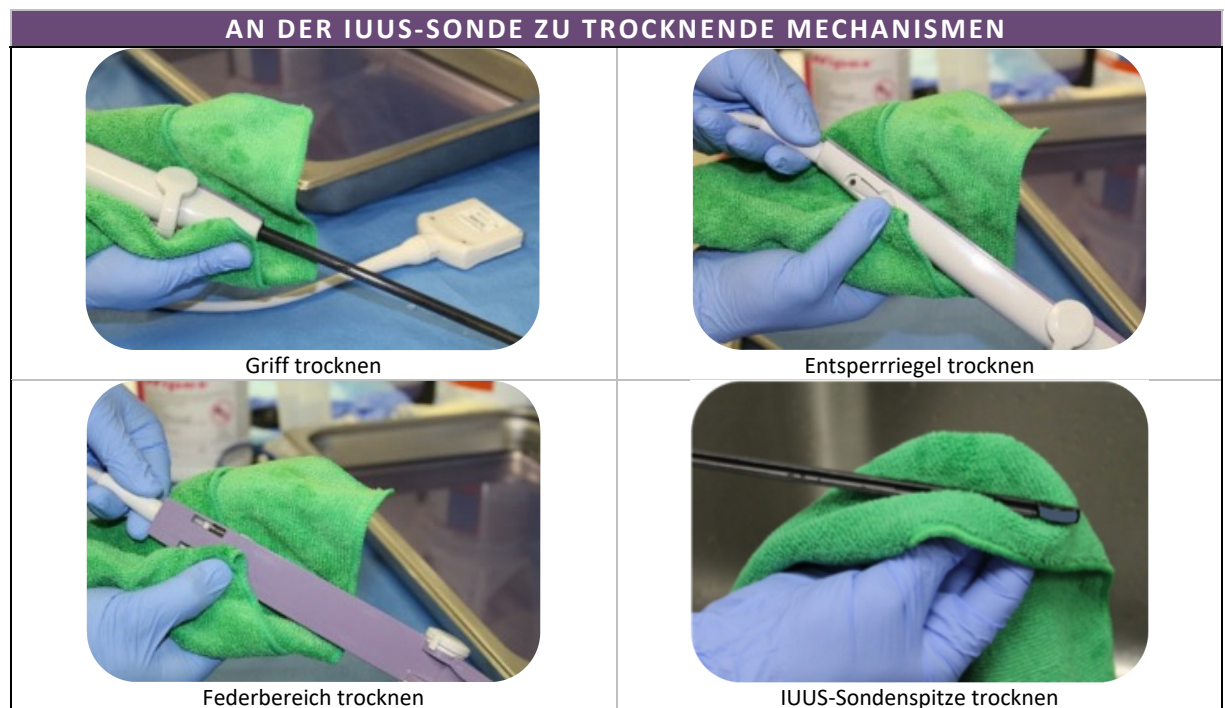 AN DER IUUS-SONDE ZU TROCKNENDE MECHANISMEN
Griff trocknen
Entsperrriegel trocknen
Federbereich trocknen
IUUS-Sondenspitze trocknen